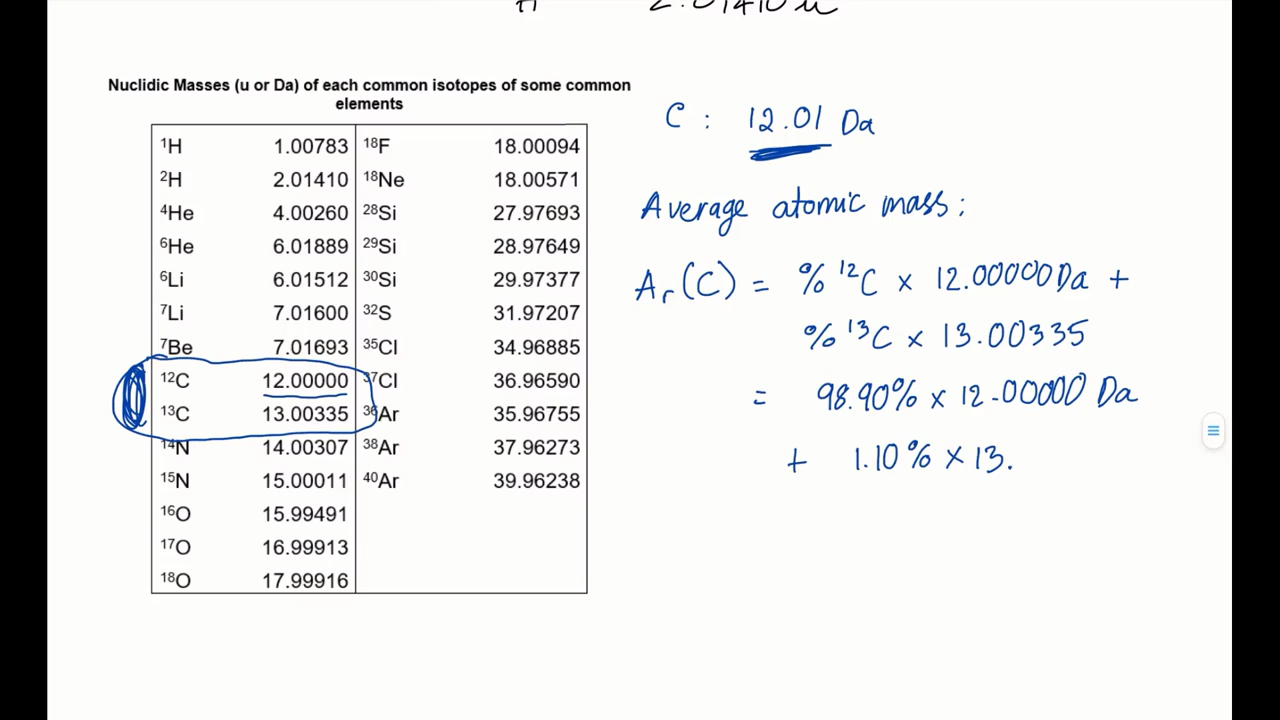 H 2.01410 u
Nuclidic Masses (u or Da) of each common isotopes of some common
elements
¹H 1.00783 ¹⁸F 18.00094
²H 2.01410 ¹⁸Ne 18.00571
⁴He 4.00260 ²⁸Si 27.97693
⁶He 6.01889 ²⁹Si 28.97649
⁶Li 6.01512 ³⁰Si 29.97377
⁷Li 7.01600 ³²S 31.97207
⁷Be 7.01693 ³⁵Cl 34.96885
¹²C 12.00000 ³⁷Cl 36.96590
¹³C 13.00335 ³⁶Ar 35.96755
¹⁴N 14.00307 ³⁸Ar 37.96273
¹⁵N 15.00011 ⁴⁰Ar 39.96238
¹⁶O 15.99491
¹⁷O 16.99913
¹⁸O 17.99916
C : 12.01 Da
Average atomic mass:
Ar(C) = % ¹²C × 12.00000 Da +
% ¹³C × 13.00335
= 98.90% × 12.00000 Da
+ 1.10% × 13.